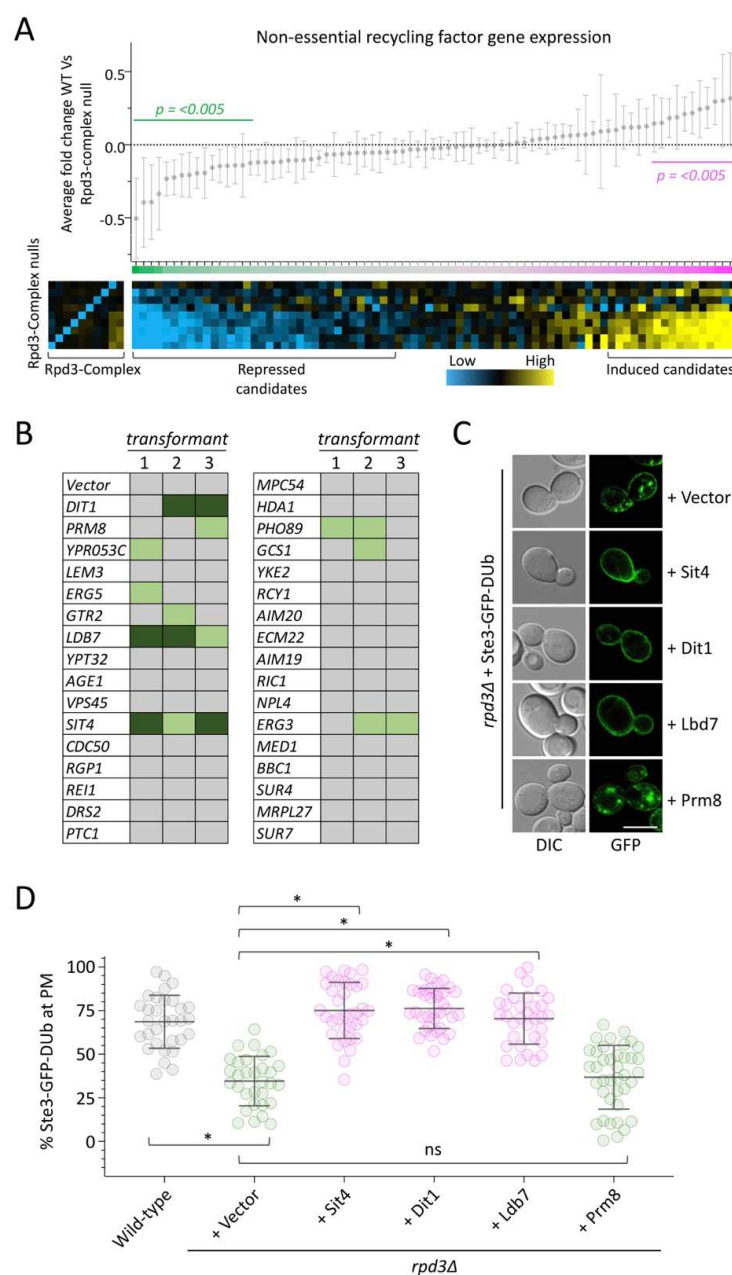 A
Non-essential recycling factor gene expression
Average fold change WT Vs
Rpd3-complex null
0.5
0.0
-0.5
p = <0.005
p = <0.005
Rpd3-Complex nulls
Rpd3-Complex
Repressed
candidates
Low
High
Induced candidates
B
transformant
1 2 3
Vector
DIT1
PRM8
YPR053C
LEM3
ERG5
GTR2
LDB7
YPT32
AGE1
VPS45
SIT4
CDC50
RGP1
REI1
DRS2
PTC1
transformant
1 2 3
MPC54
HDA1
PHO89
GCS1
YKE2
RCY1
AIM20
ECM22
AIM19
RIC1
NPL4
ERG3
MED1
BBC1
SUR4
MRPL27
SUR7
C
rpd3Δ + Ste3-GFP-DUb
+ Vector
+ Sit4
+ Dit1
+ Lbd7
+ Prm8
DIC
GFP
D
% Ste3-GFP-DUb at PM
100
75
50
25
0
*
*
*
*
ns
Wild-type
+ Vector
+ Sit4
+ Dit1
+ Ldb7
+ Prm8
rpd3Δ